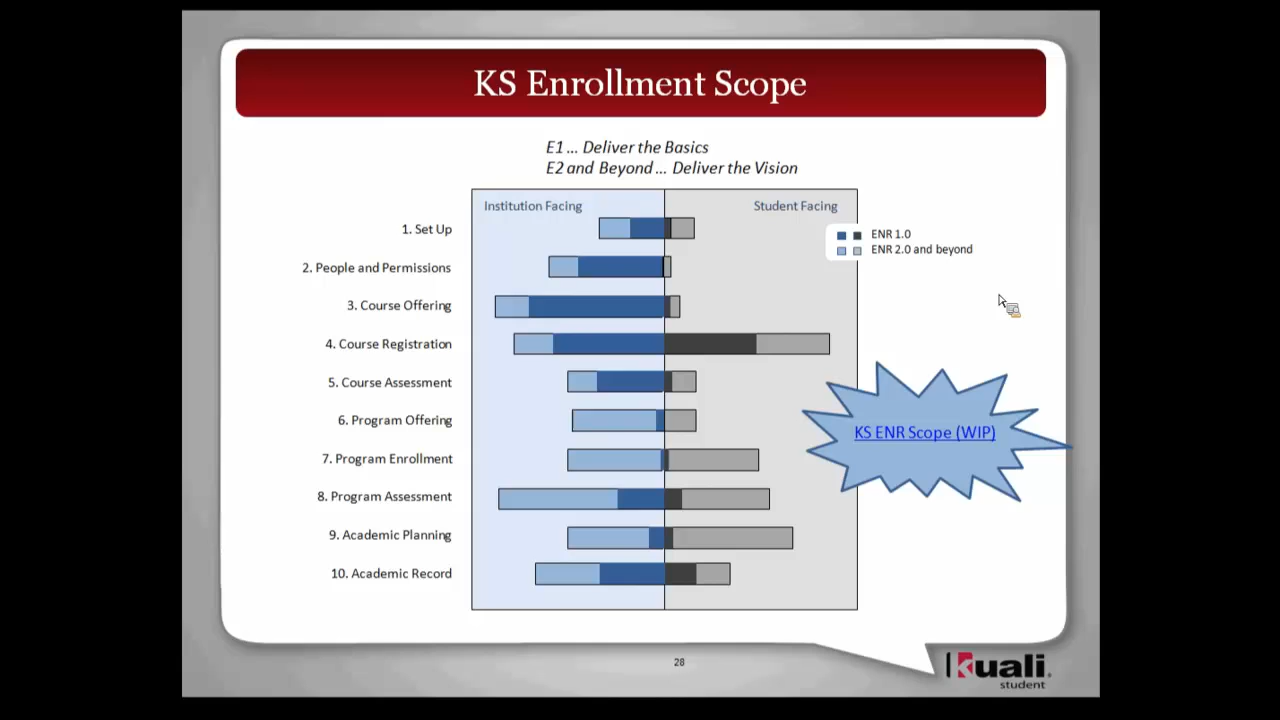 KS Enrollment Scope
E1 ... Deliver the Basics
E2 and Beyond ... Deliver the Vision
Institution Facing
Student Facing
1. Set Up
2. People and Permissions
3. Course Offering
4. Course Registration
5. Course Assessment
6. Program Offering
7. Program Enrollment
8. Program Assessment
9. Academic Planning
10. Academic Record
ENR 1.0
ENR 2.0 and beyond
KS ENR Scope (WIP)
28
kuali
student